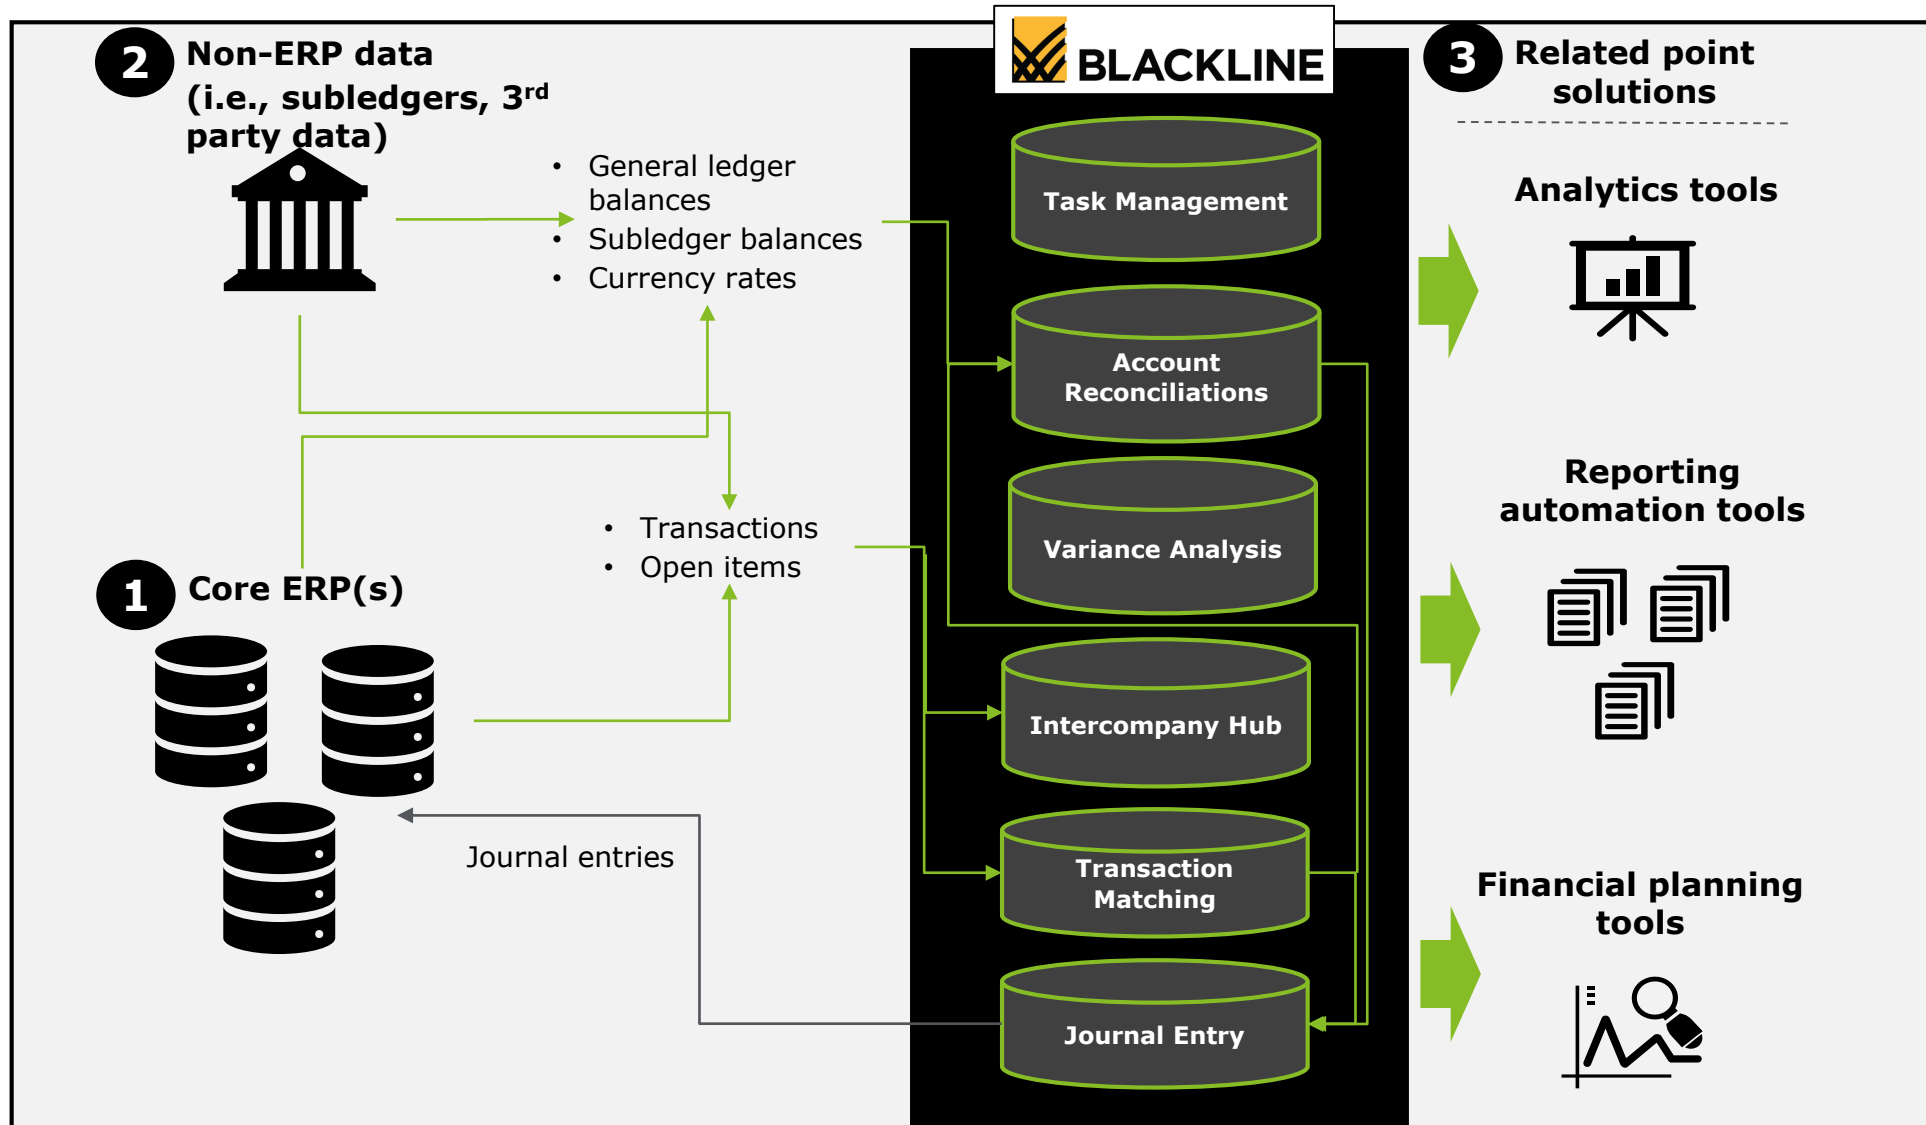 2
Non-ERP data
(i.e., subledgers, 3rd
party data)
• General ledger
balances
• Subledger balances
• Currency rates
• Transactions
• Open items
1
Core ERP(s)
Journal entries
BLACKLINE
Task Management
Account
Reconciliations
Variance Analysis
Intercompany Hub
Transaction
Matching
Journal Entry
3
Related point
solutions
Analytics tools
Reporting
automation tools
Financial planning
tools